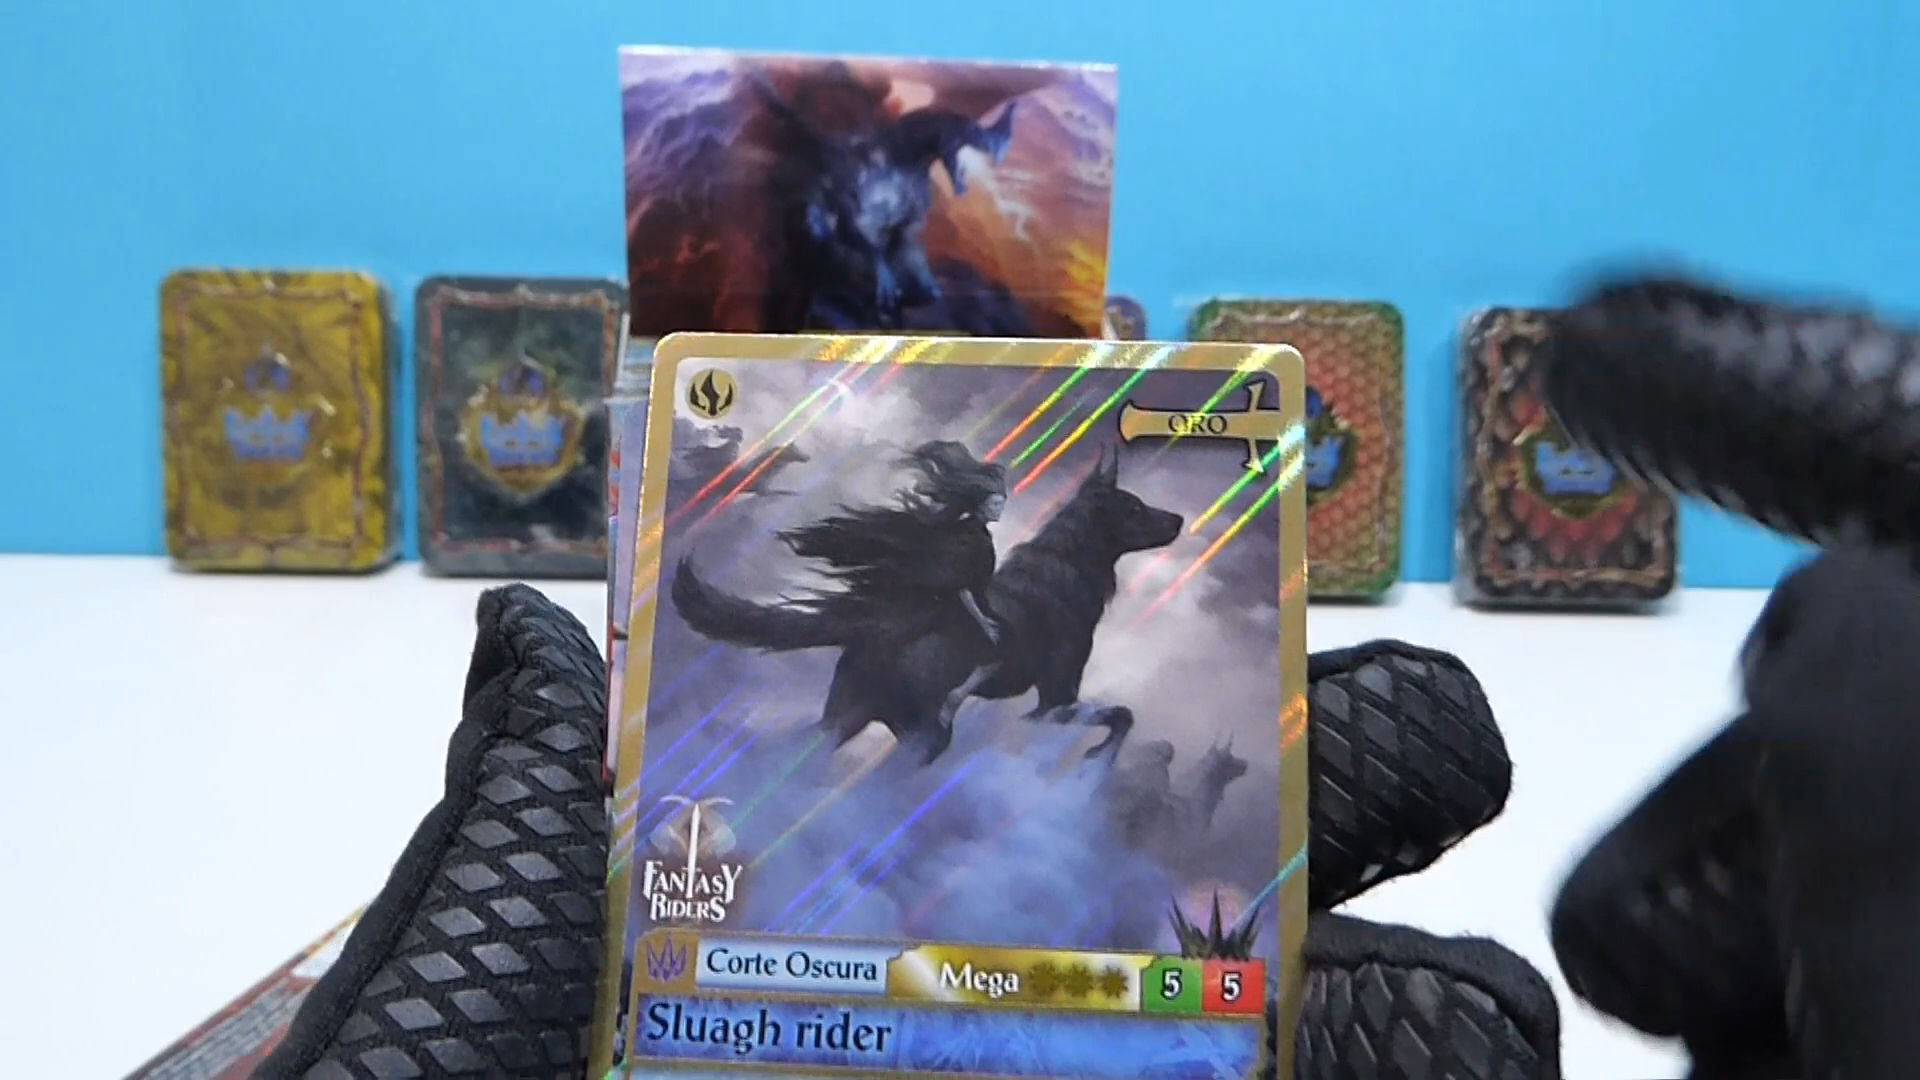 ORO
FANTASY
RIDERS
Corte Oscura
Mega
5
5
Sluagh rider